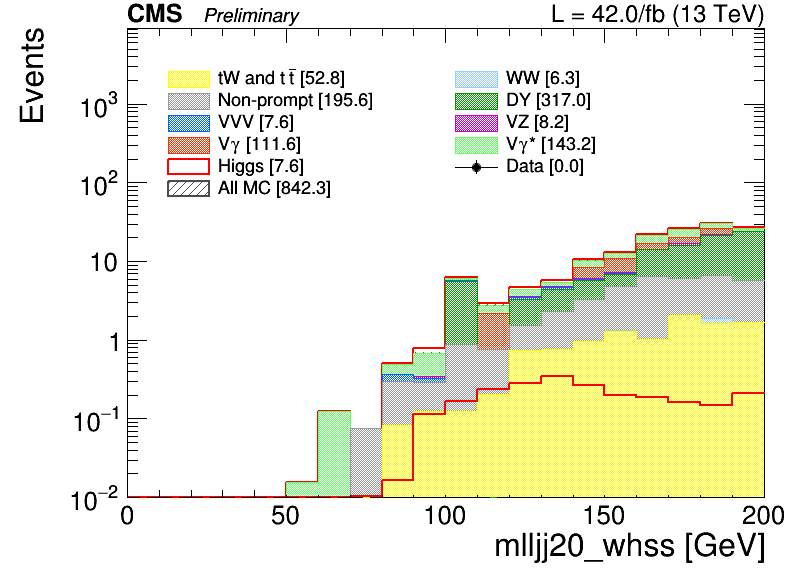 CMS Preliminary L = 42.0/fb (13 TeV)
Events
tW and t t̅ [52.8] WW [6.3]
Non-prompt [195.6] DY [317.0]
VVV [7.6] VZ [8.2]
Vγ [111.6] Vγ* [143.2]
Higgs [7.6] Data [0.0]
All MC [842.3]
10³
10²
10
1
10⁻¹
10⁻²
0 50 100 150 200
mlljj20_whss [GeV]